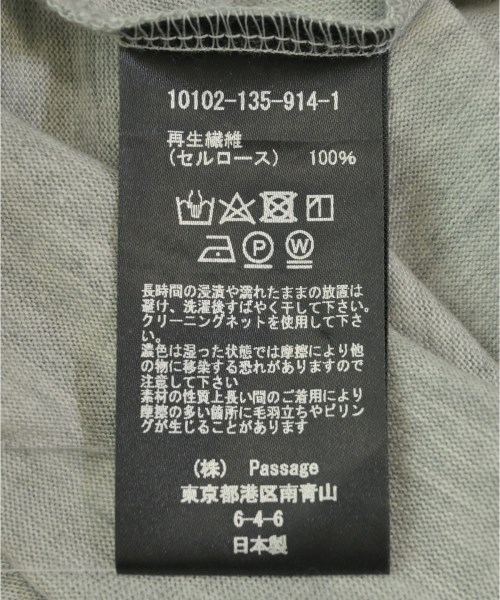 10102-135-914-1
再生繊維
(セルロース) 100%
P W
長時間の浸漬や濡れたままの放置は
避け、洗濯後すばやく干して下さい。
クリーニングネットを使用して下さ
い。
濃色は湿った状態では摩擦により他
の物に移染する恐れがありますので
注意して下さい
素材の性質上長い間のご着用により
摩擦の多い箇所に毛羽立ちやピリン
グが生じることがあります
(株) Passage
東京都港区南青山
6-4-6
日本製